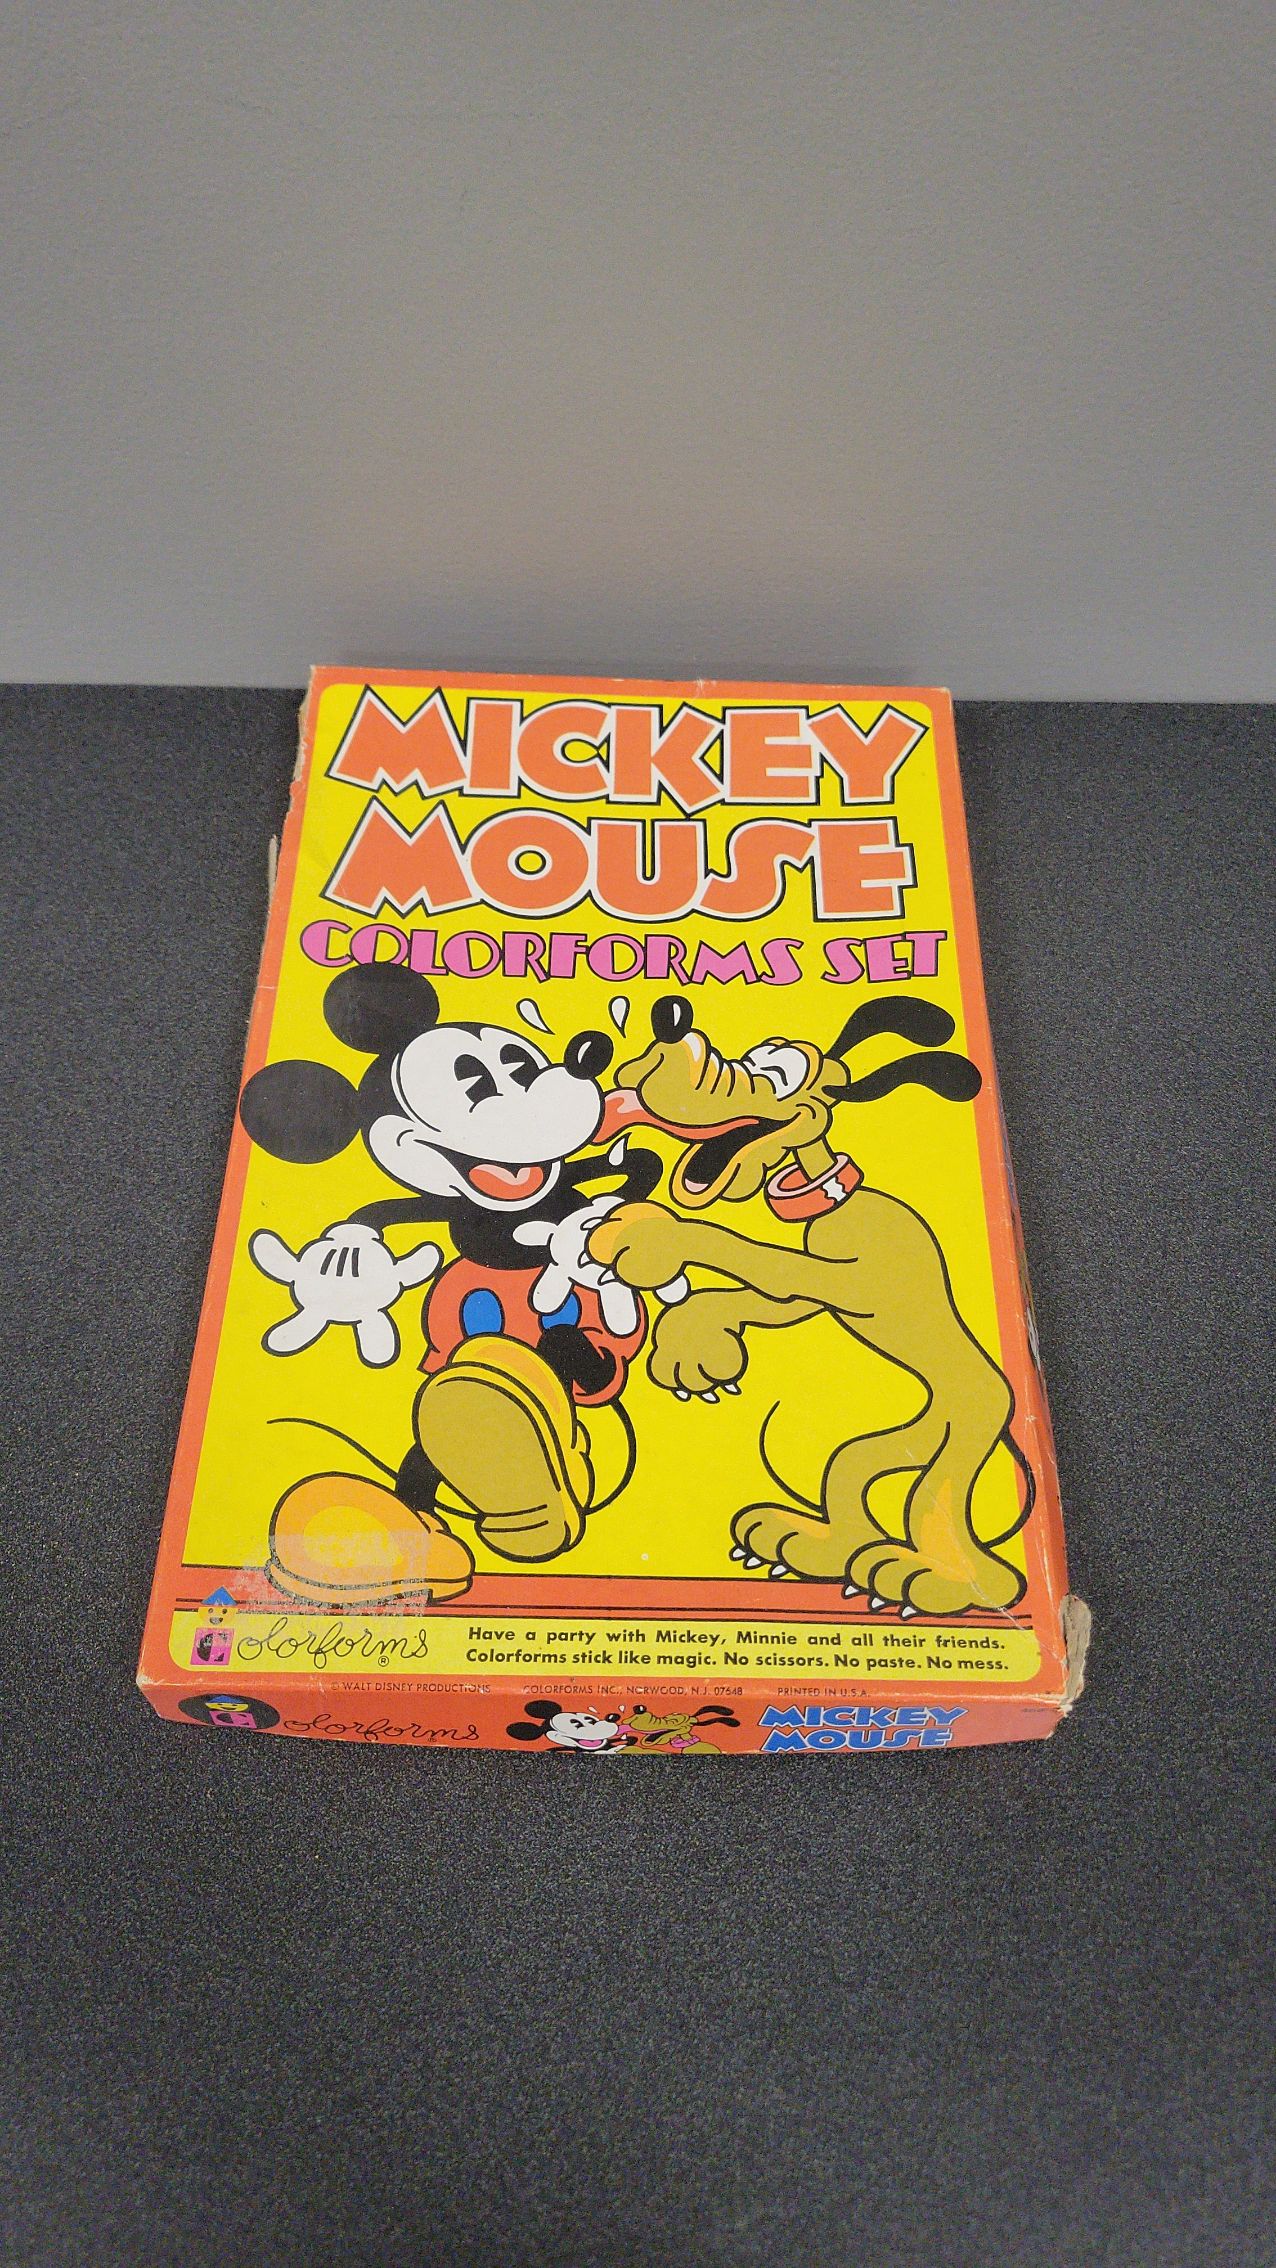 MICKEY
MOUSE
COLORFORMS SET
Colorforms ®
Have a party with Mickey, Minnie and all their friends.
Colorforms stick like magic. No scissors. No paste. No mess.
© WALT DISNEY PRODUCTIONS COLORFORMS INC., NORWOOD, N.J. 07648 PRINTED IN U.S.A.
Colorforms ®
MICKEY
MOUSE